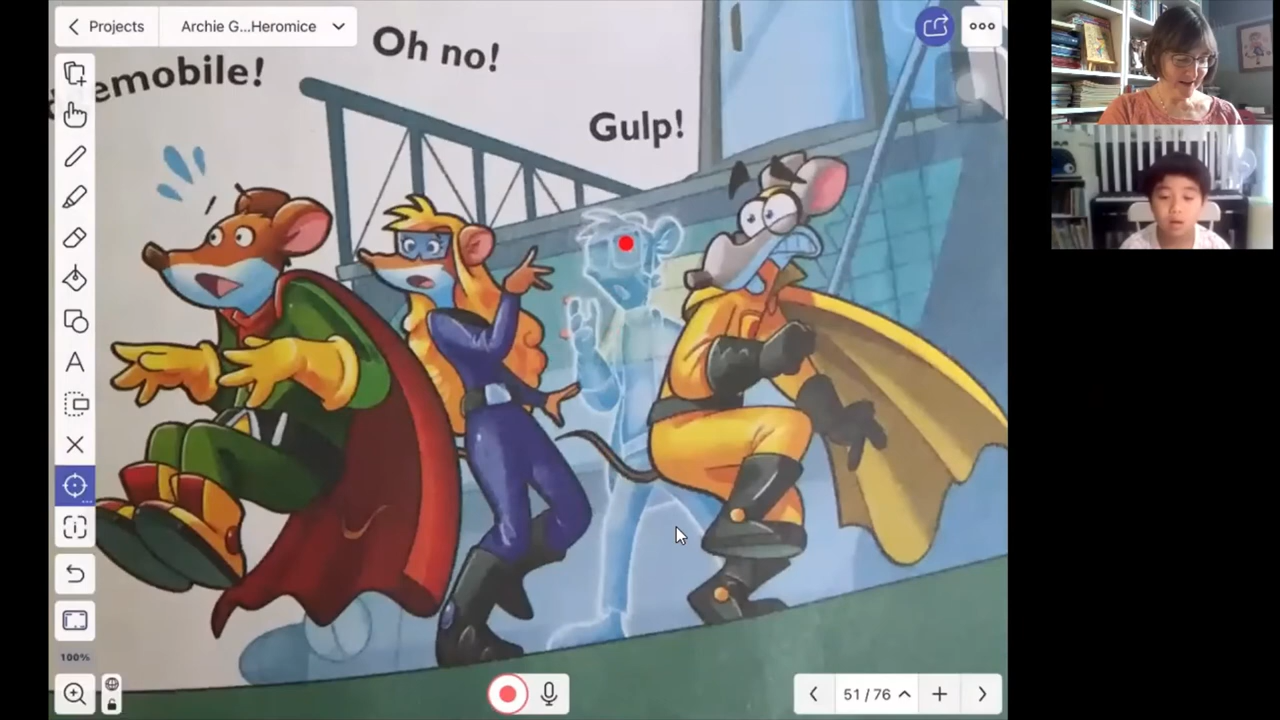 Projects
Archie G...Heromice
emobile!
Oh no!
Gulp!
A
100%
51 / 76